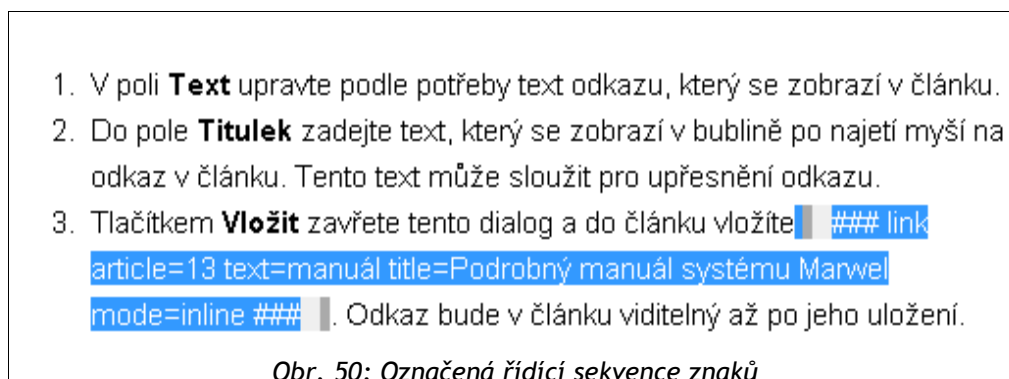 1. V poli Text upravte podle potřeby text odkazu, který se zobrazí v článku.
2. Do pole Titulek zadejte text, který se zobrazí v bublině po najetí myší na
odkaz v článku. Tento text může sloužit pro upřesnění odkazu.
3. Tlačítkem Vložit zavřete tento dialog a do článku vložíte ### link
article=13 text=manuál title=Podrobný manuál systému Marwel
mode=inline ### . Odkaz bude v článku viditelný až po jeho uložení.
Obr. 50: Označená řídící sekvence znaků